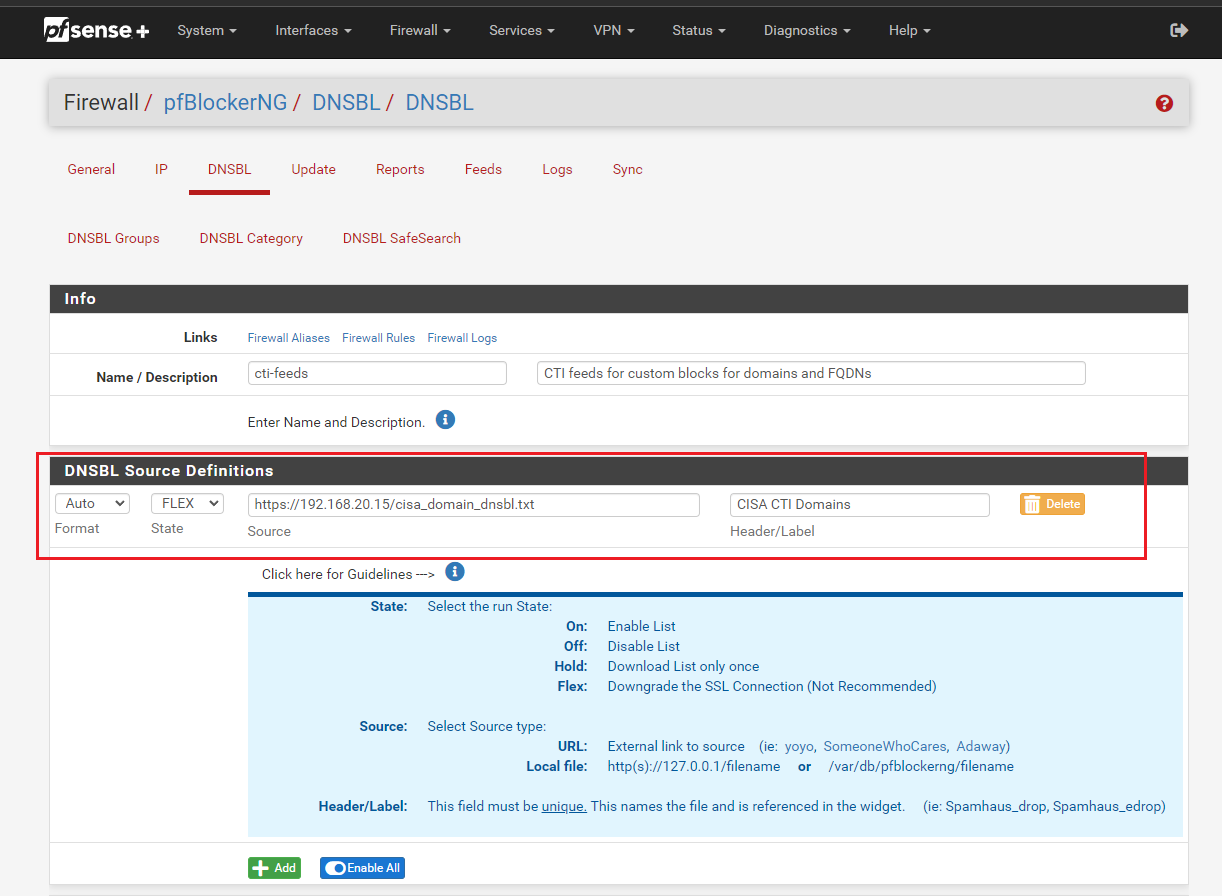 pfsense+ System Interfaces Firewall Services VPN Status Diagnostics Help
Firewall / pfBlockerNG / DNSBL / DNSBL
General IP DNSBL Update Reports Feeds Logs Sync
DNSBL Groups DNSBL Category DNSBL SafeSearch
Info
Links Firewall Aliases Firewall Rules Firewall Logs
Name / Description cti-feeds CTI feeds for custom blocks for domains and FQDNs
Enter Name and Description.
DNSBL Source Definitions
Auto FLEX https://192.168.20.15/cisa_domain_dnsbl.txt CISA CTI Domains Delete
Format State Source Header/Label
Click here for Guidelines --->
State: Select the run State:
On: Enable List
Off: Disable List
Hold: Download List only once
Flex: Downgrade the SSL Connection (Not Recommended)
Source: Select Source type:
URL: External link to source (ie: yoyo, SomeoneWhoCares, Adaway)
Local file: http(s)://127.0.0.1/filename or /var/db/pfblockerng/filename
Header/Label: This field must be unique. This names the file and is referenced in the widget. (ie: Spamhaus_drop, Spamhaus_edrop)
Add Enable All